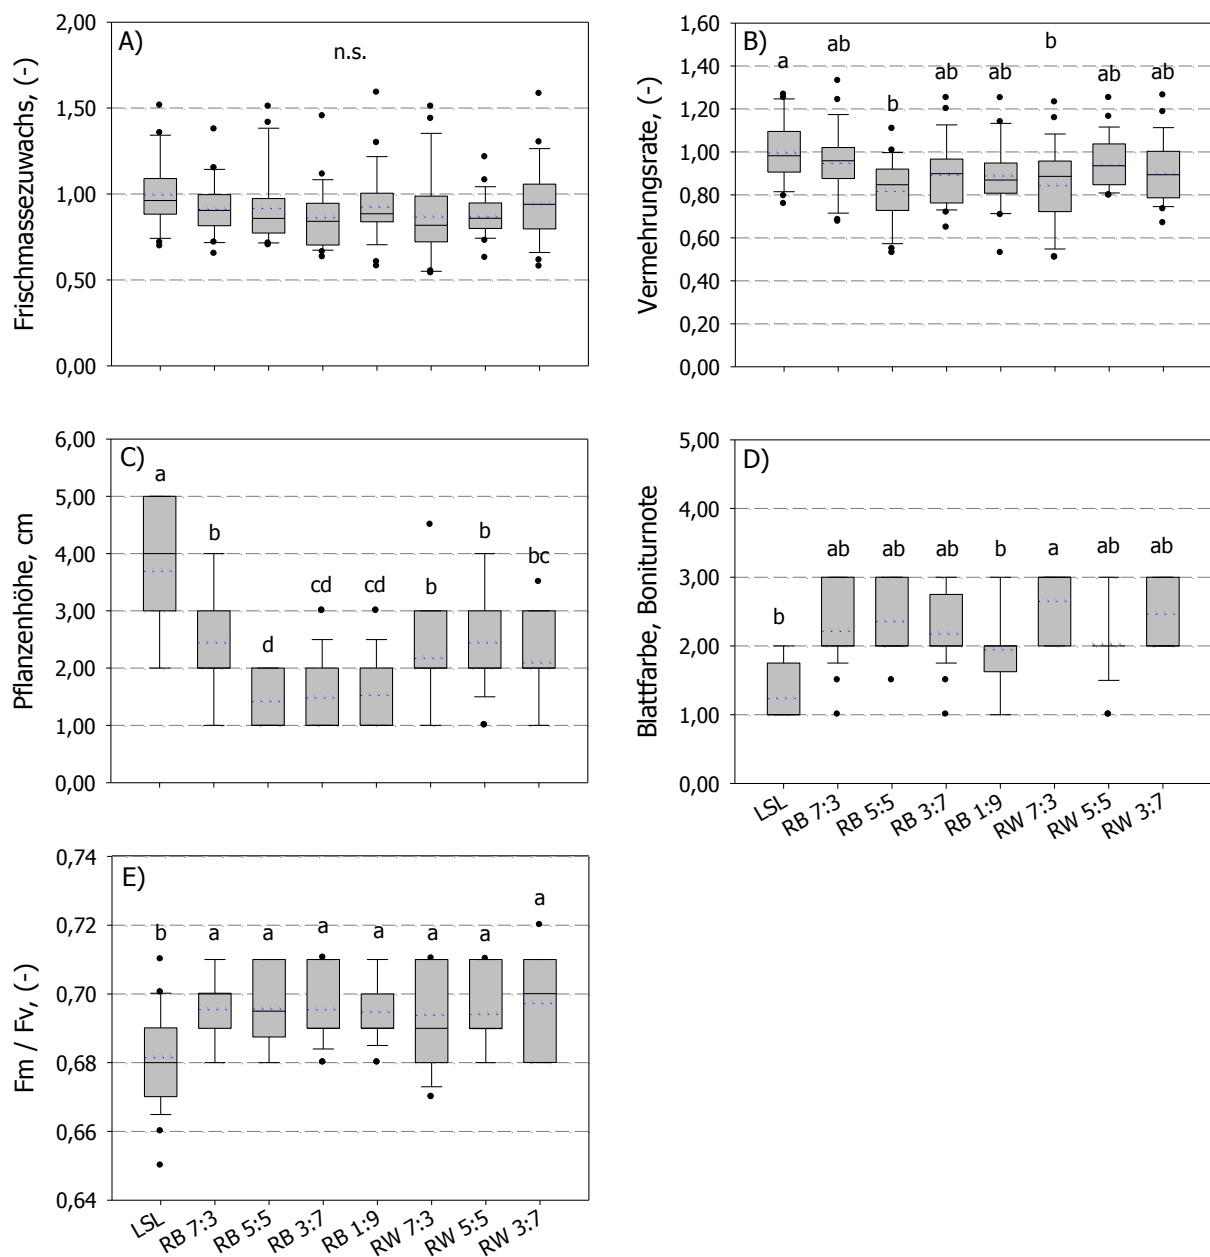 A)
n.s.
Frischmassezuwachs, (-)
2,00
1,50
1,00
0,50
0,00
B)
Vermehrungsrate, (-)
1,60
1,40
1,20
1,00
0,80
0,60
0,40
0,20
0,00
a ab b ab ab b ab ab
C)
Pflanzenhöhe, cm
6,00
5,00
4,00
3,00
2,00
1,00
0,00
a b d cd cd b b bc
D)
Blattfarbe, Boniturnote
5,00
4,00
3,00
2,00
1,00
0,00
b ab ab ab b a ab ab
LSL RB 7:3 RB 5:5 RB 3:7 RB 1:9 RW 7:3 RW 5:5 RW 3:7
E)
Fm / Fv, (-)
0,74
0,72
0,70
0,68
0,66
0,64
b a a a a a a a
LSL RB 7:3 RB 5:5 RB 3:7 RB 1:9 RW 7:3 RW 5:5 RW 3:7